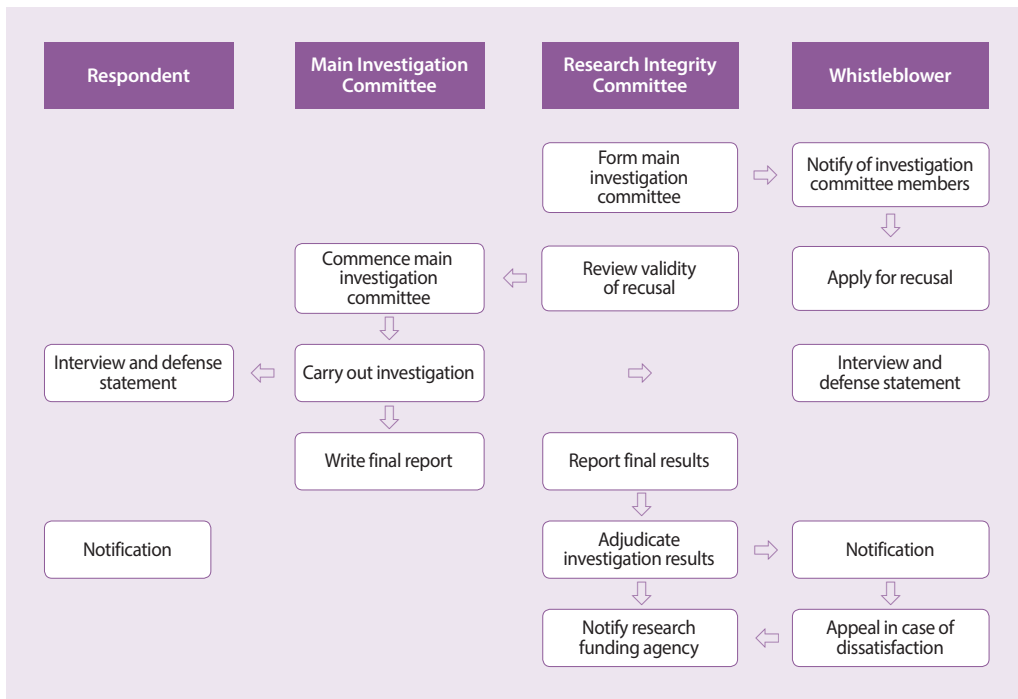 Respondent
Main Investigation
Committee
Research Integrity
Committee
Whistleblower
Form main
investigation
committee
Notify of investigation
committee members
Commence main
investigation
committee
Review validity
of recusal
Apply for recusal
Interview and defense
statement
Carry out investigation
Interview and
defense statement
Write final report
Report final results
Notification
Adjudicate
investigation results
Notification
Notify research
funding agency
Appeal in case of
dissatisfaction